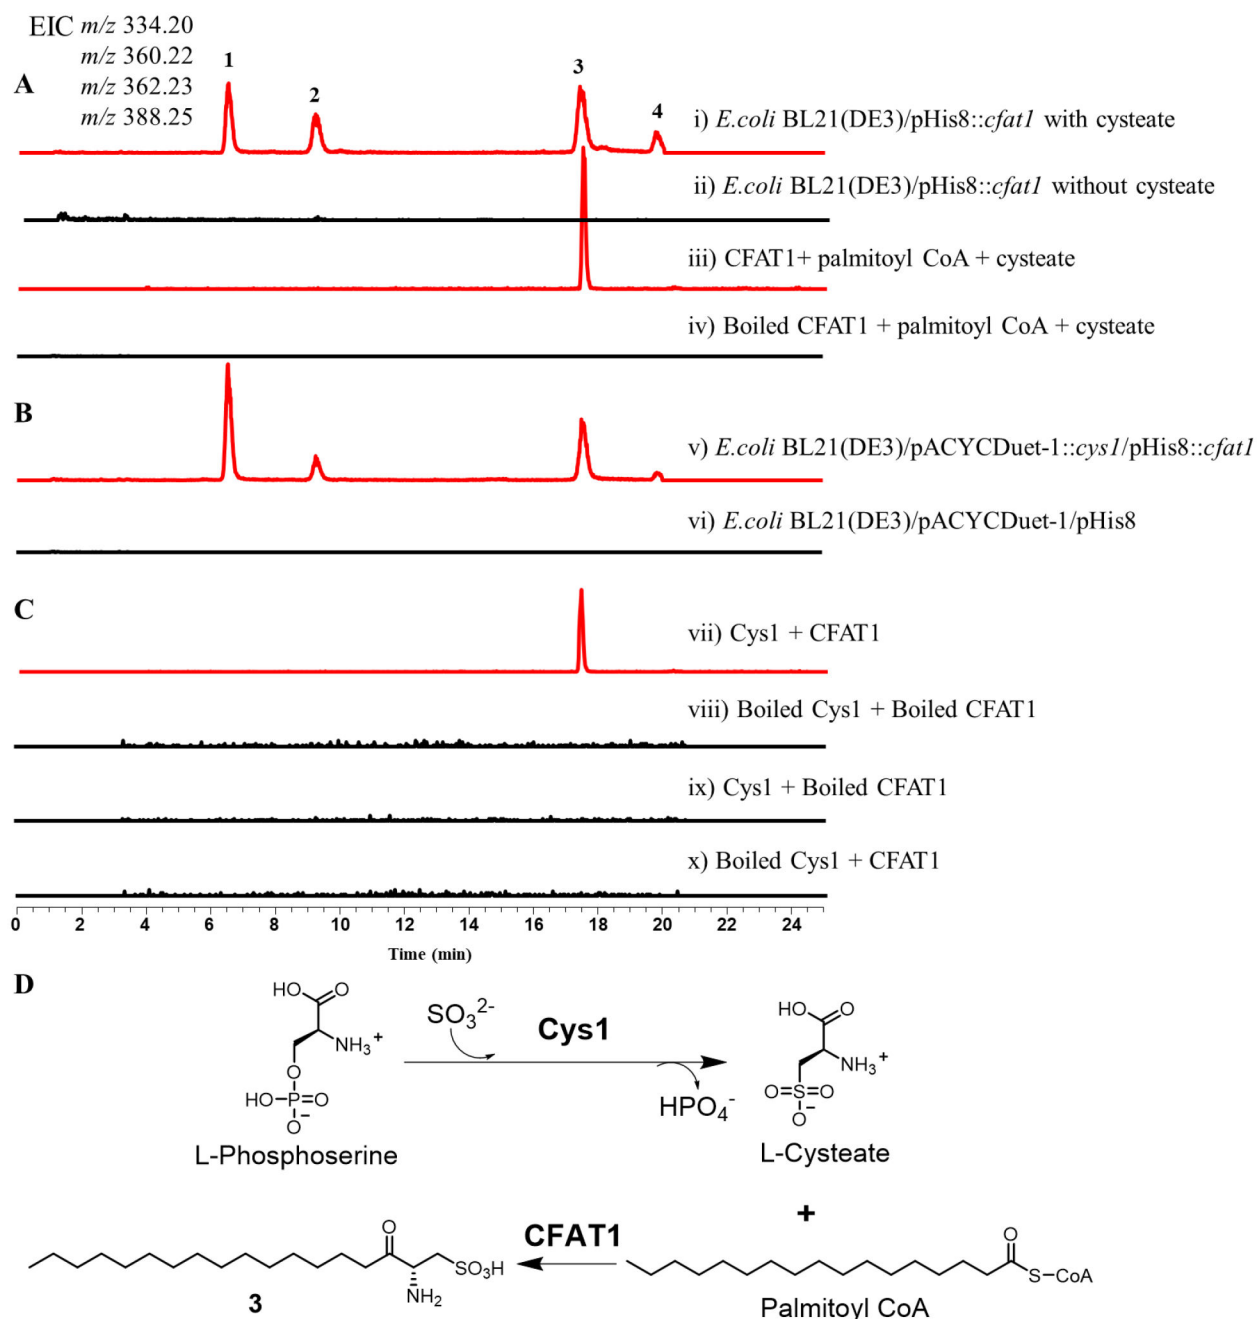 EIC m/z 334.20
m/z 360.22
m/z 362.23
m/z 388.25
A
1
2
3
4
i) E.coli BL21(DE3)/pHis8::cfat1 with cysteate
ii) E.coli BL21(DE3)/pHis8::cfat1 without cysteate
iii) CFAT1+ palmitoyl CoA + cysteate
iv) Boiled CFAT1 + palmitoyl CoA + cysteate
B
v) E.coli BL21(DE3)/pACYCDuet-1::cys1/pHis8::cfat1
vi) E.coli BL21(DE3)/pACYCDuet-1/pHis8
C
vii) Cys1 + CFAT1
viii) Boiled Cys1 + Boiled CFAT1
ix) Cys1 + Boiled CFAT1
x) Boiled Cys1 + CFAT1
0 2 4 6 8 10 12 14 16 18 20 22 24
Time (min)
D
HO O
NH₃⁺
O
HO-P=O
O⁻
L-Phosphoserine
SO₃²⁻
Cys1
HPO₄⁻
HO O
NH₃⁺
O=S=O
O⁻
L-Cysteate
+
CFAT1
O
SO₃H
NH₂
3
O
S-CoA
Palmitoyl CoA